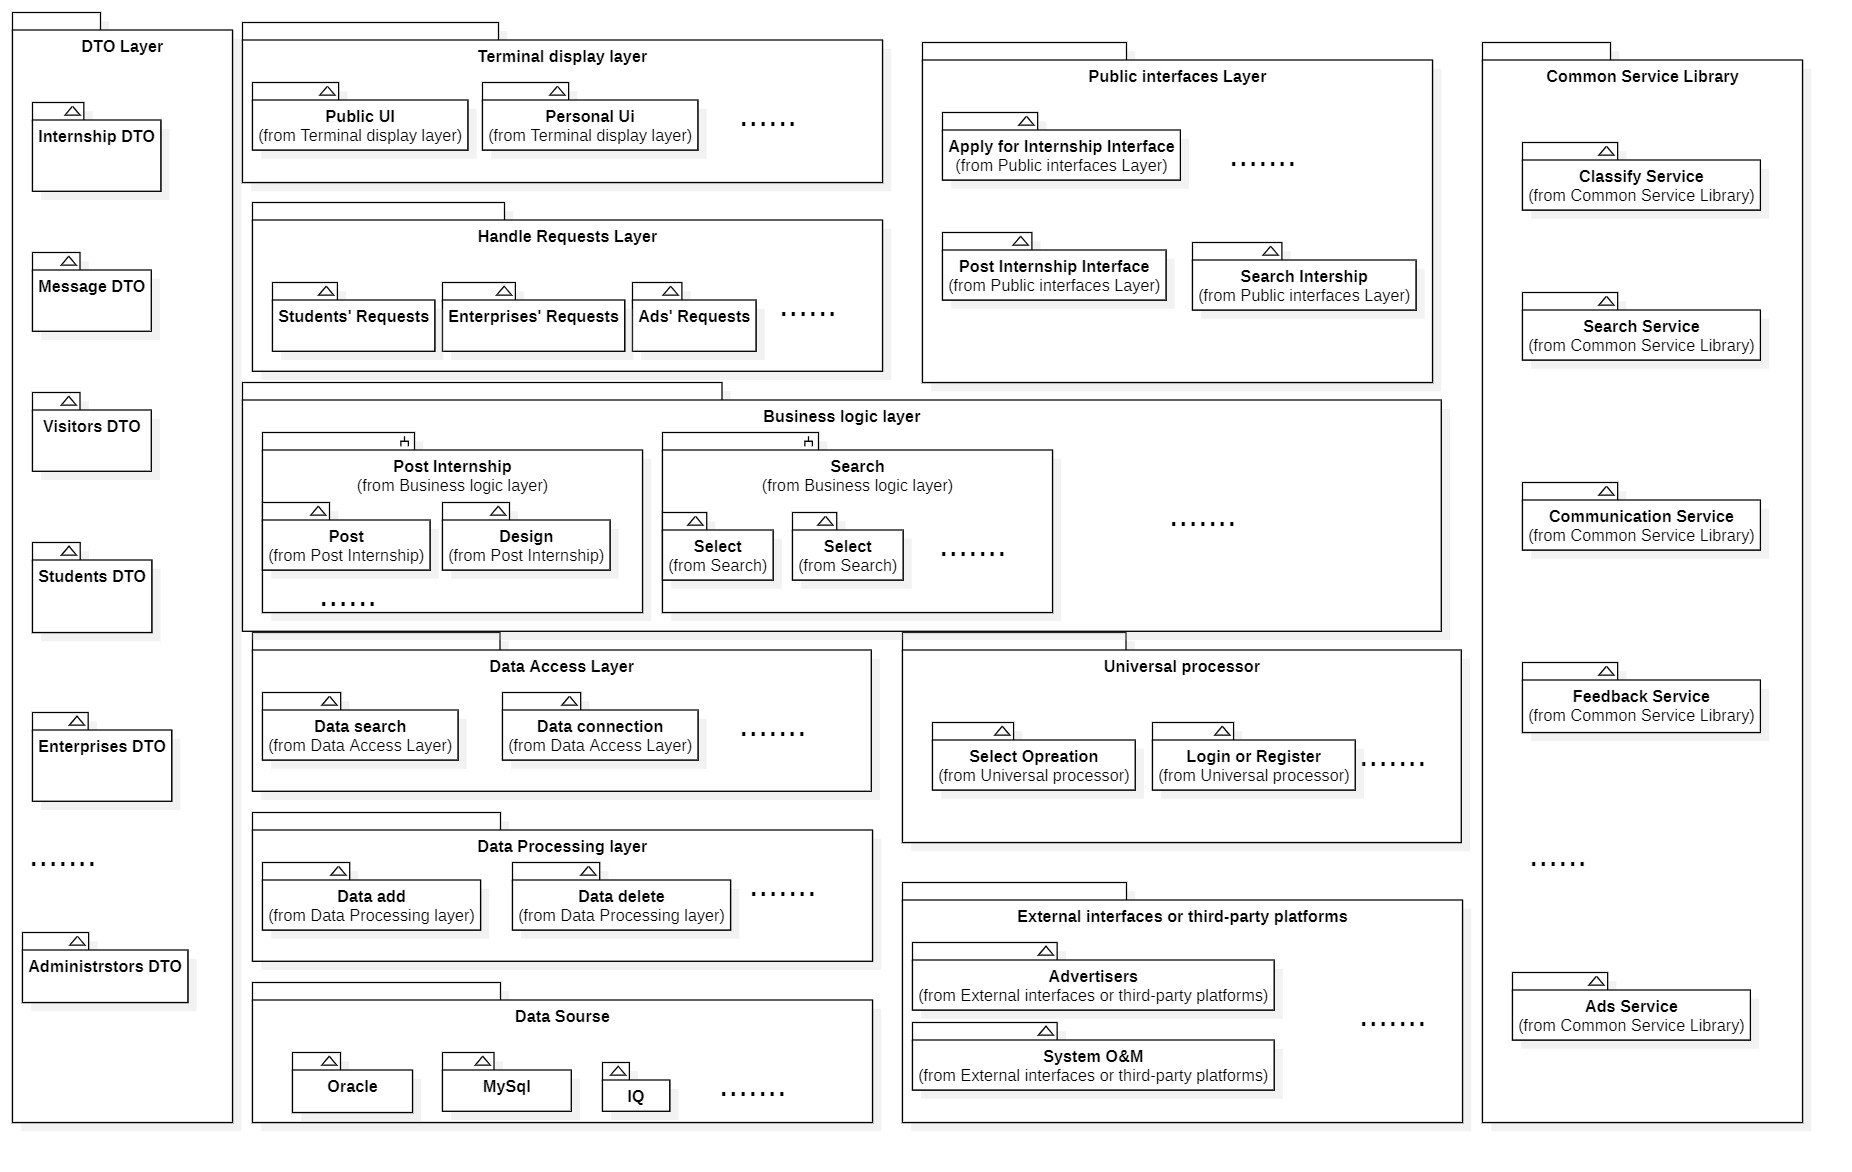 DTO Layer
Internship DTO
Message DTO
Visitors DTO
Students DTO
Enterprises DTO
.......
Administrstors DTO
Terminal display layer
Public UI
(from Terminal display layer)
Personal Ui
(from Terminal display layer)
......
Handle Requests Layer
Students' Requests
Enterprises' Requests
Ads' Requests
......
Public interfaces Layer
Apply for Internship Interface
(from Public interfaces Layer)
.......
Post Internship Interface
(from Public interfaces Layer)
Search Intership
(from Public interfaces Layer)
Business logic layer
Post Internship
(from Business logic layer)
Post
(from Post Internship)
Design
(from Post Internship)
......
Search
(from Business logic layer)
Select
(from Search)
Select
(from Search)
.......
.......
Data Access Layer
Data search
(from Data Access Layer)
Data connection
(from Data Access Layer)
.......
Universal processor
Select Opreation
(from Universal processor)
Login or Register
(from Universal processor)
.......
Data Processing layer
Data add
(from Data Processing layer)
Data delete
(from Data Processing layer)
.......
Data Sourse
Oracle
MySql
IQ
.......
External interfaces or third-party platforms
Advertisers
(from External interfaces or third-party platforms)
System O&M
(from External interfaces or third-party platforms)
.......
Common Service Library
Classify Service
(from Common Service Library)
Search Service
(from Common Service Library)
Communication Service
(from Common Service Library)
Feedback Service
(from Common Service Library)
......
Ads Service
(from Common Service Library)